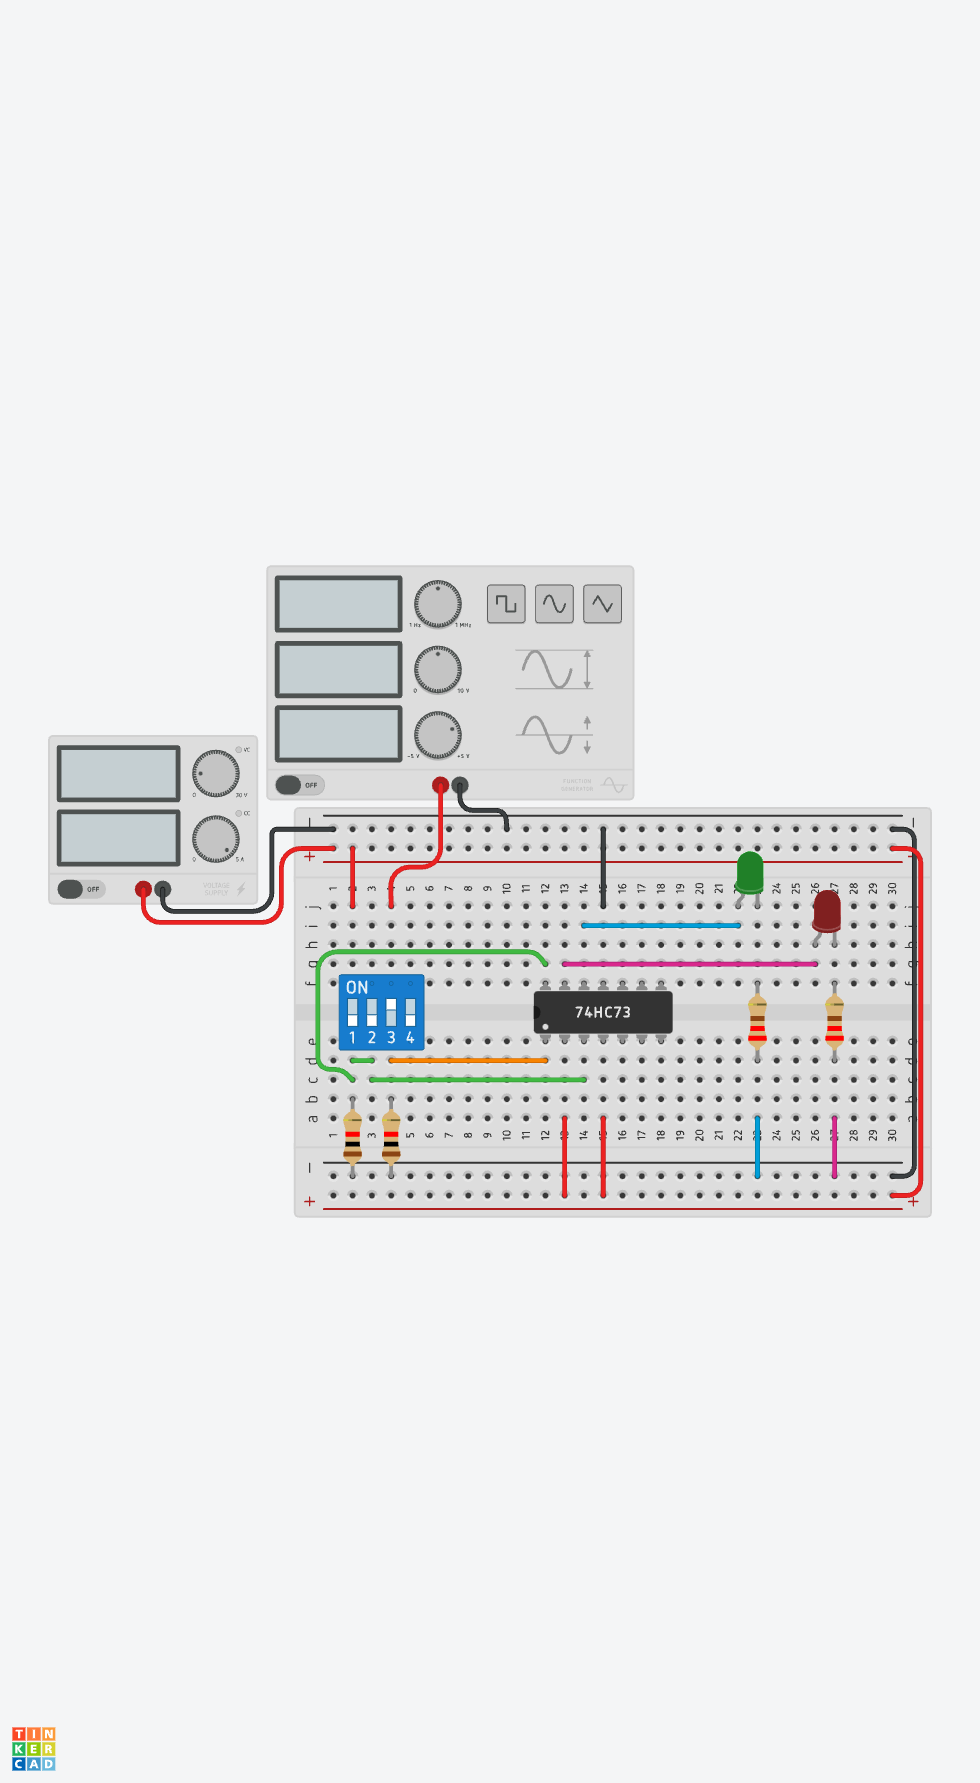 1 Hz 1 MHz
0 10 V
-5 V +5 V
OFF
FUNCTION
GENERATOR
VC
0 30 V
CC
0 5 A
OFF
VOLTAGE
SUPPLY
− −
+ +
1 2 3 4 5 6 7 8 9 10 11 12 13 14 15 16 17 18 19 20 21 24 25 26 27 28 29 30
j j
i i
h h
g g
f f
ON
1 2 3 4
74HC73
e e
d d
c c
b b
a a
1 3 5 6 7 8 9 10 11 12 13 14 15 16 17 18 19 20 21 22 23 24 25 26 27 28 29 30
− −
+ +
TIN
KER
CAD